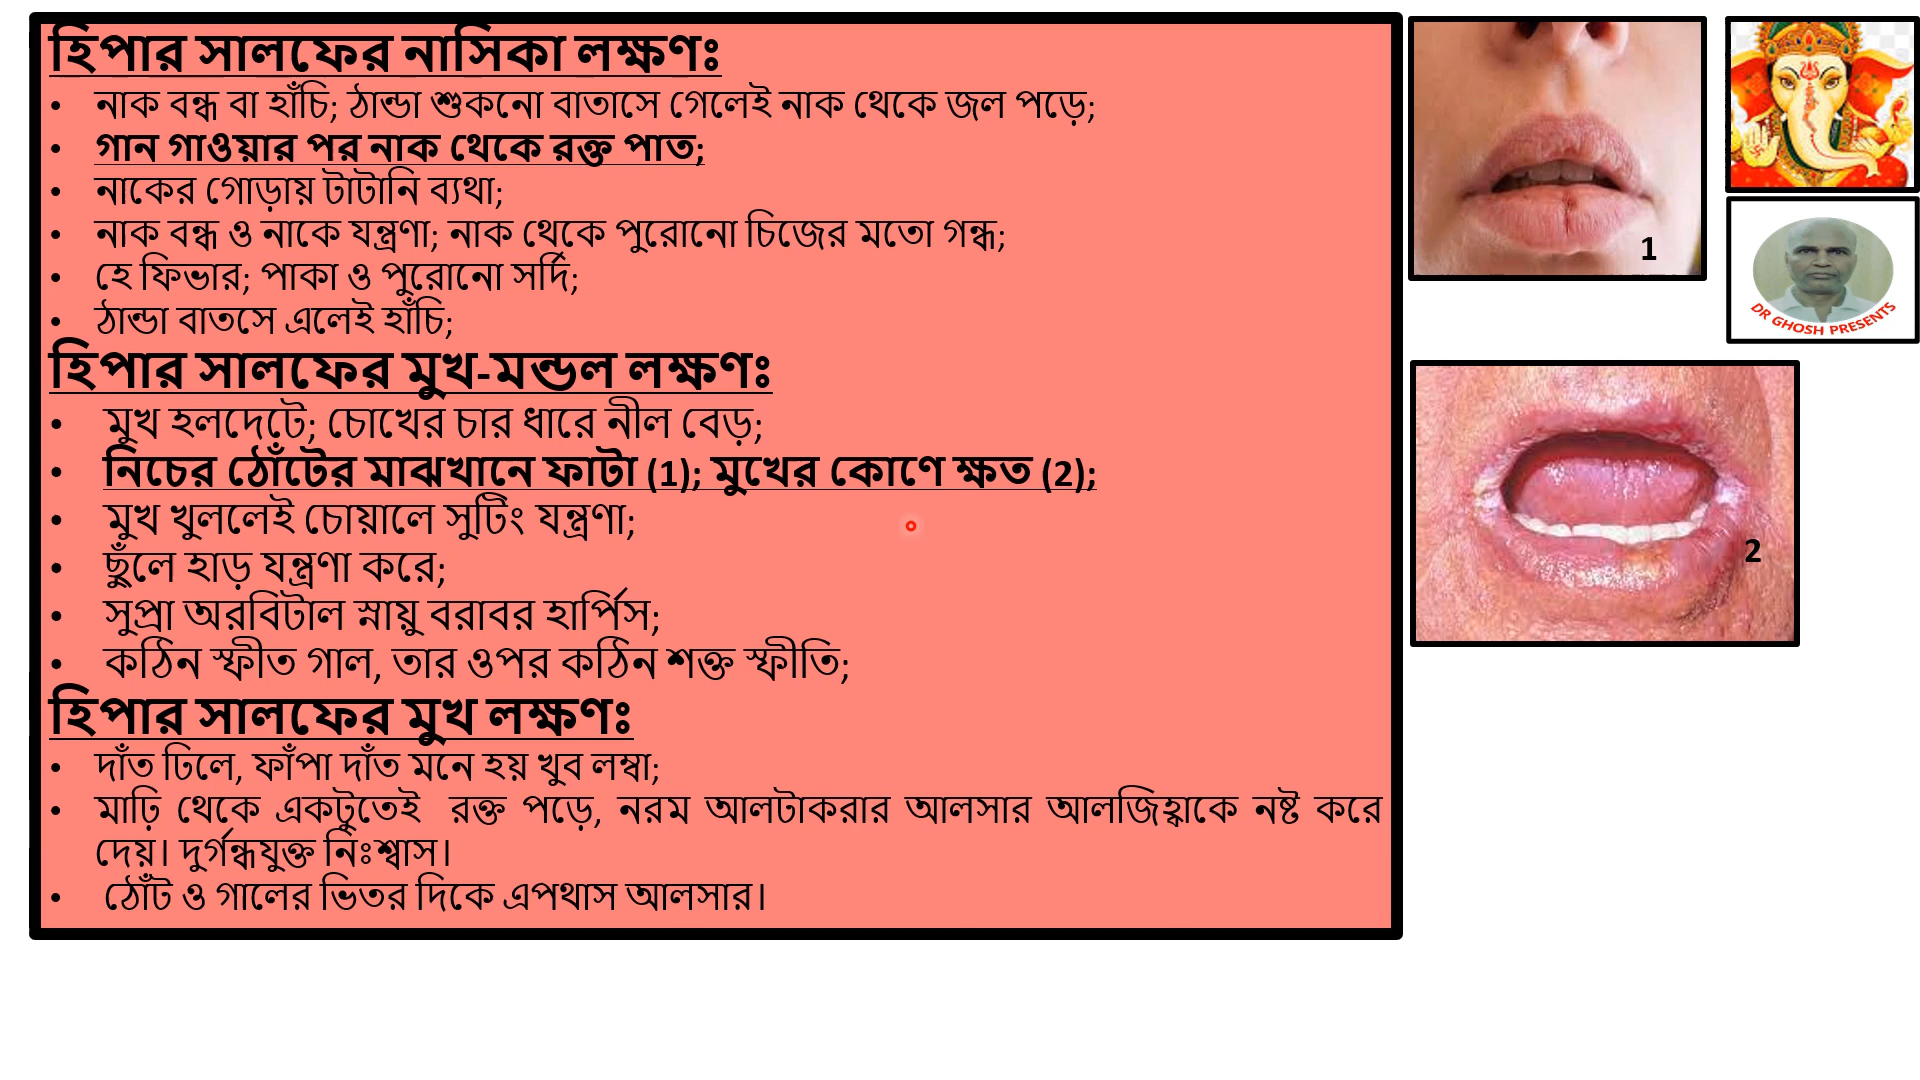 হিপার সালফের নাসিকা লক্ষণঃ
• নাক বন্ধ বা হাঁচি; ঠান্ডা শুকনো বাতাসে গেলেই নাক থেকে জল পড়ে;
• গান গাওয়ার পর নাক থেকে রক্ত পাত;
• নাকের গোড়ায় টাটানি ব্যথা;
• নাক বন্ধ ও নাকে যন্ত্রণা; নাক থেকে পুরোনো চিজের মতো গন্ধ;
• হে ফিভার; পাকা ও পুরোনো সর্দি;
• ঠান্ডা বাতসে এলেই হাঁচি;
হিপার সালফের মুখ-মন্ডল লক্ষণঃ
• মুখ হলদেটে; চোখের চার ধারে নীল বেড়;
• নিচের ঠোঁটের মাঝখানে ফাটা (1); মুখের কোণে ক্ষত (2);
• মুখ খুললেই চোয়ালে সুটিং যন্ত্রণা;
• ছুঁলে হাড় যন্ত্রণা করে;
• সুপ্রা অরবিটাল স্নায়ু বরাবর হার্পিস;
• কঠিন স্ফীত গাল, তার ওপর কঠিন শক্ত স্ফীতি;
হিপার সালফের মুখ লক্ষণঃ
• দাঁত ঢিলে, ফাঁপা দাঁত মনে হয় খুব লম্বা;
• মাঢ়ি থেকে একটুতেই রক্ত পড়ে, নরম আলটাকরার আলসার আলজিহ্বাকে নষ্ট করে
দেয়। দুর্গন্ধযুক্ত নিঃশ্বাস।
• ঠোঁট ও গালের ভিতর দিকে এপথাস আলসার।
1
DR GHOSH PRESENTS
2